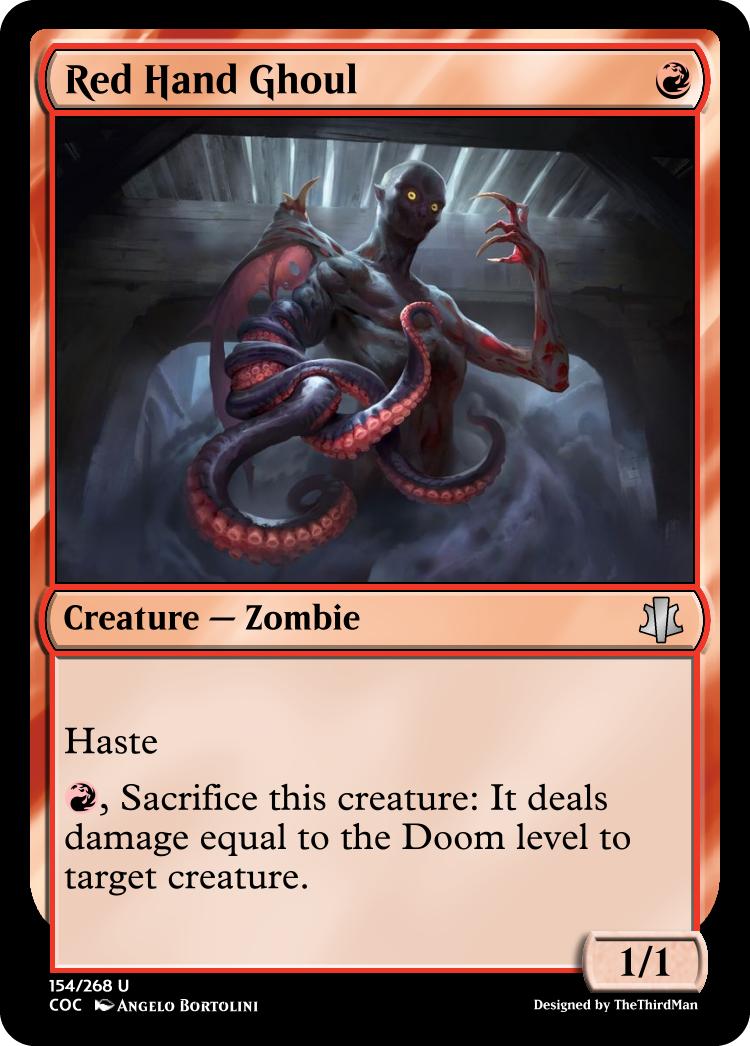 Red Hand Ghoul
Creature — Zombie
Haste
, Sacrifice this creature: It deals
damage equal to the Doom level to
target creature.
1/1
154/268 U
COC Angelo Bortolini
Designed by TheThirdMan